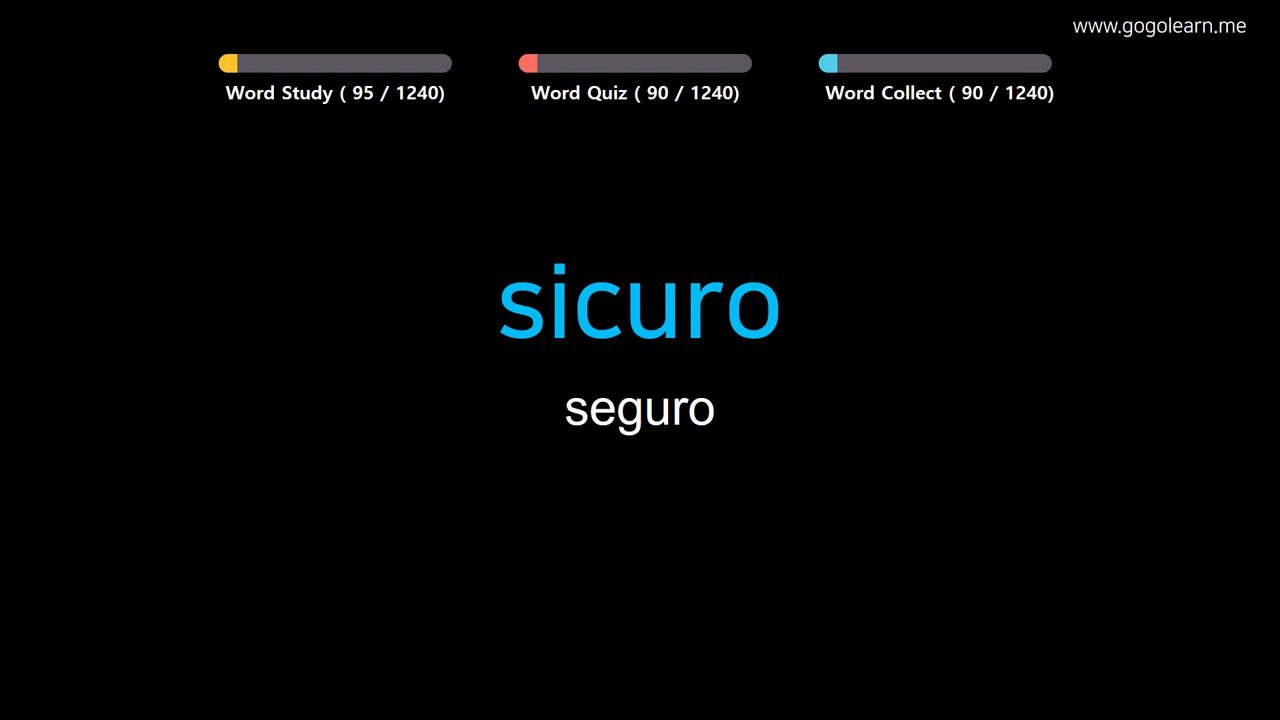 www.gogolearn.me
Word Study ( 95 / 1240)
Word Quiz ( 90 / 1240)
Word Collect ( 90 / 1240)
sicuro
seguro